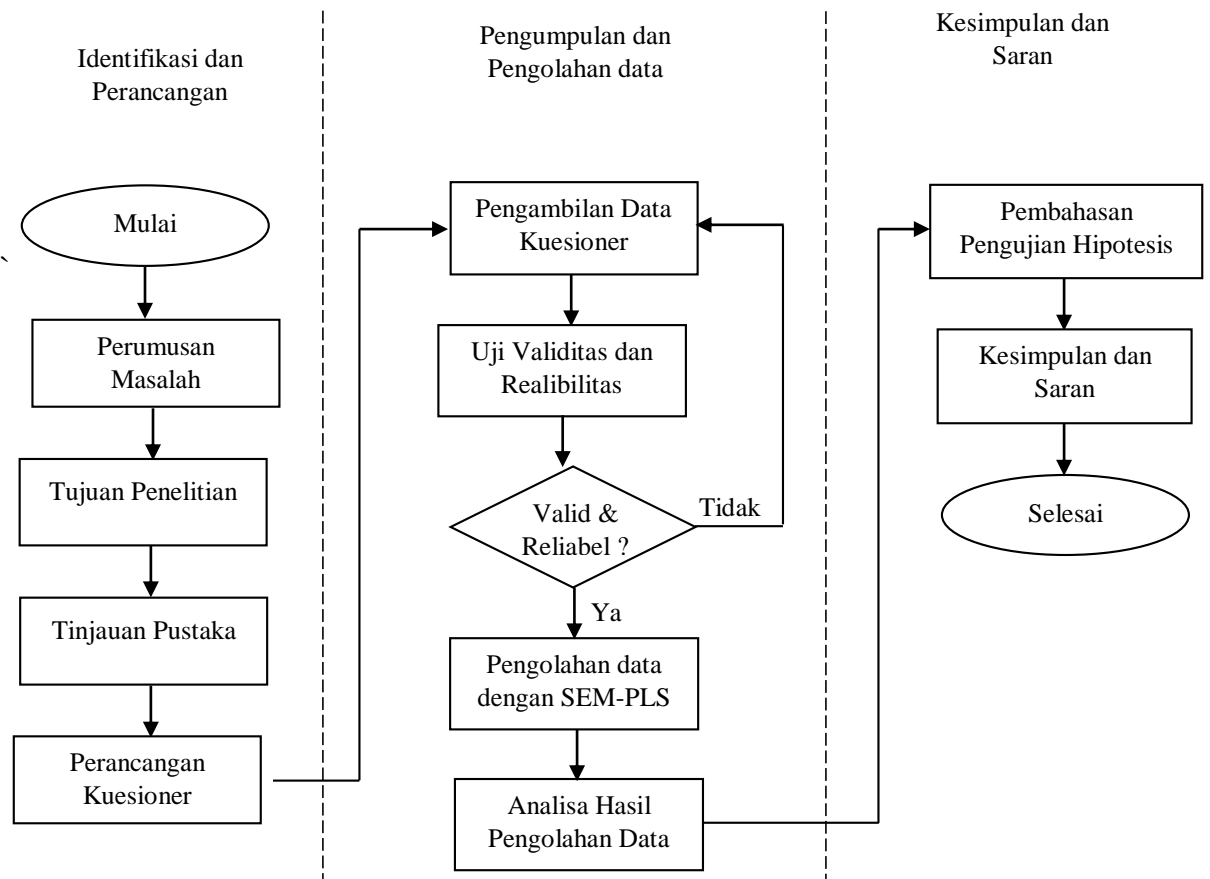 Identifikasi dan
Perancangan
Mulai
`
Perumusan
Masalah
Tujuan Penelitian
Tinjauan Pustaka
Perancangan
Kuesioner
Pengumpulan dan
Pengolahan data
Pengambilan Data
Kuesioner
Uji Validitas dan
Realibilitas
Valid &
Reliabel ?
Tidak
Ya
Pengolahan data
dengan SEM-PLS
Analisa Hasil
Pengolahan Data
Kesimpulan dan
Saran
Pembahasan
Pengujian Hipotesis
Kesimpulan dan
Saran
Selesai